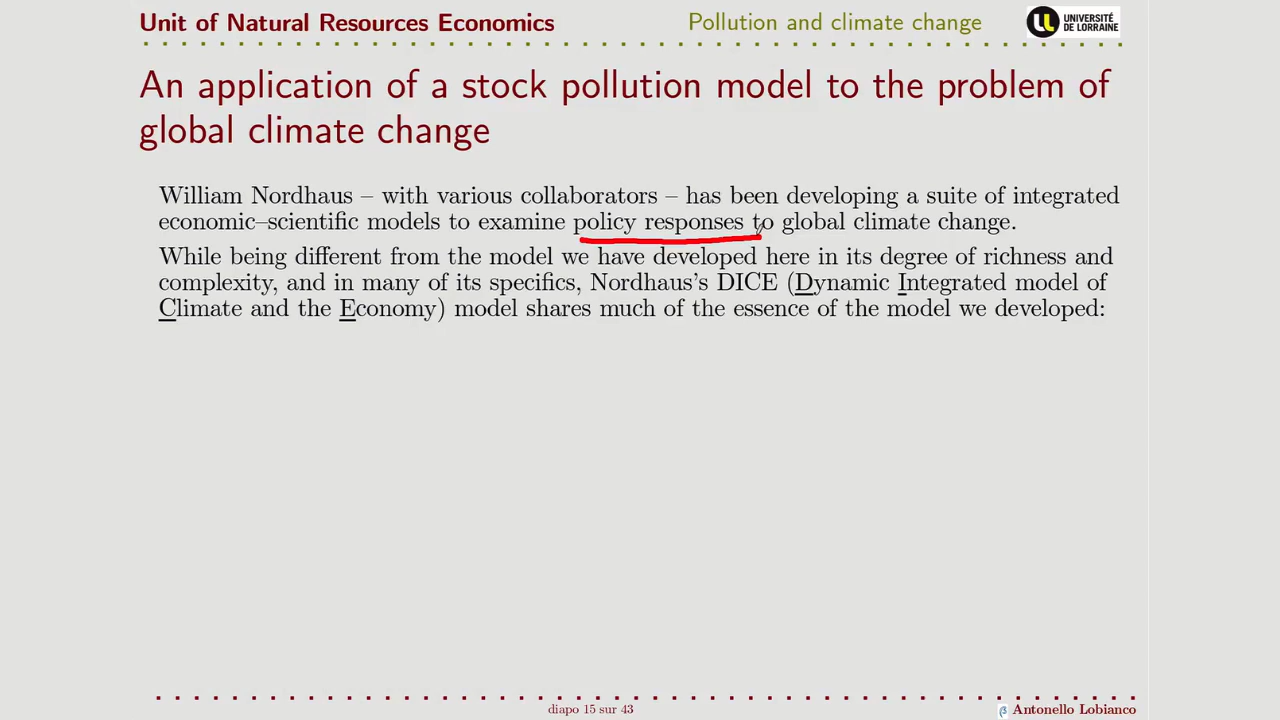 Unit of Natural Resources Economics
Pollution and climate change
UNIVERSITÉ
DE LORRAINE
An application of a stock pollution model to the problem of
global climate change
William Nordhaus – with various collaborators – has been developing a suite of integrated
economic–scientific models to examine policy responses to global climate change.
While being different from the model we have developed here in its degree of richness and
complexity, and in many of its specifics, Nordhaus's DICE (Dynamic Integrated model of
Climate and the Economy) model shares much of the essence of the model we developed:
diapo 15 sur 43
β Antonello Lobianco